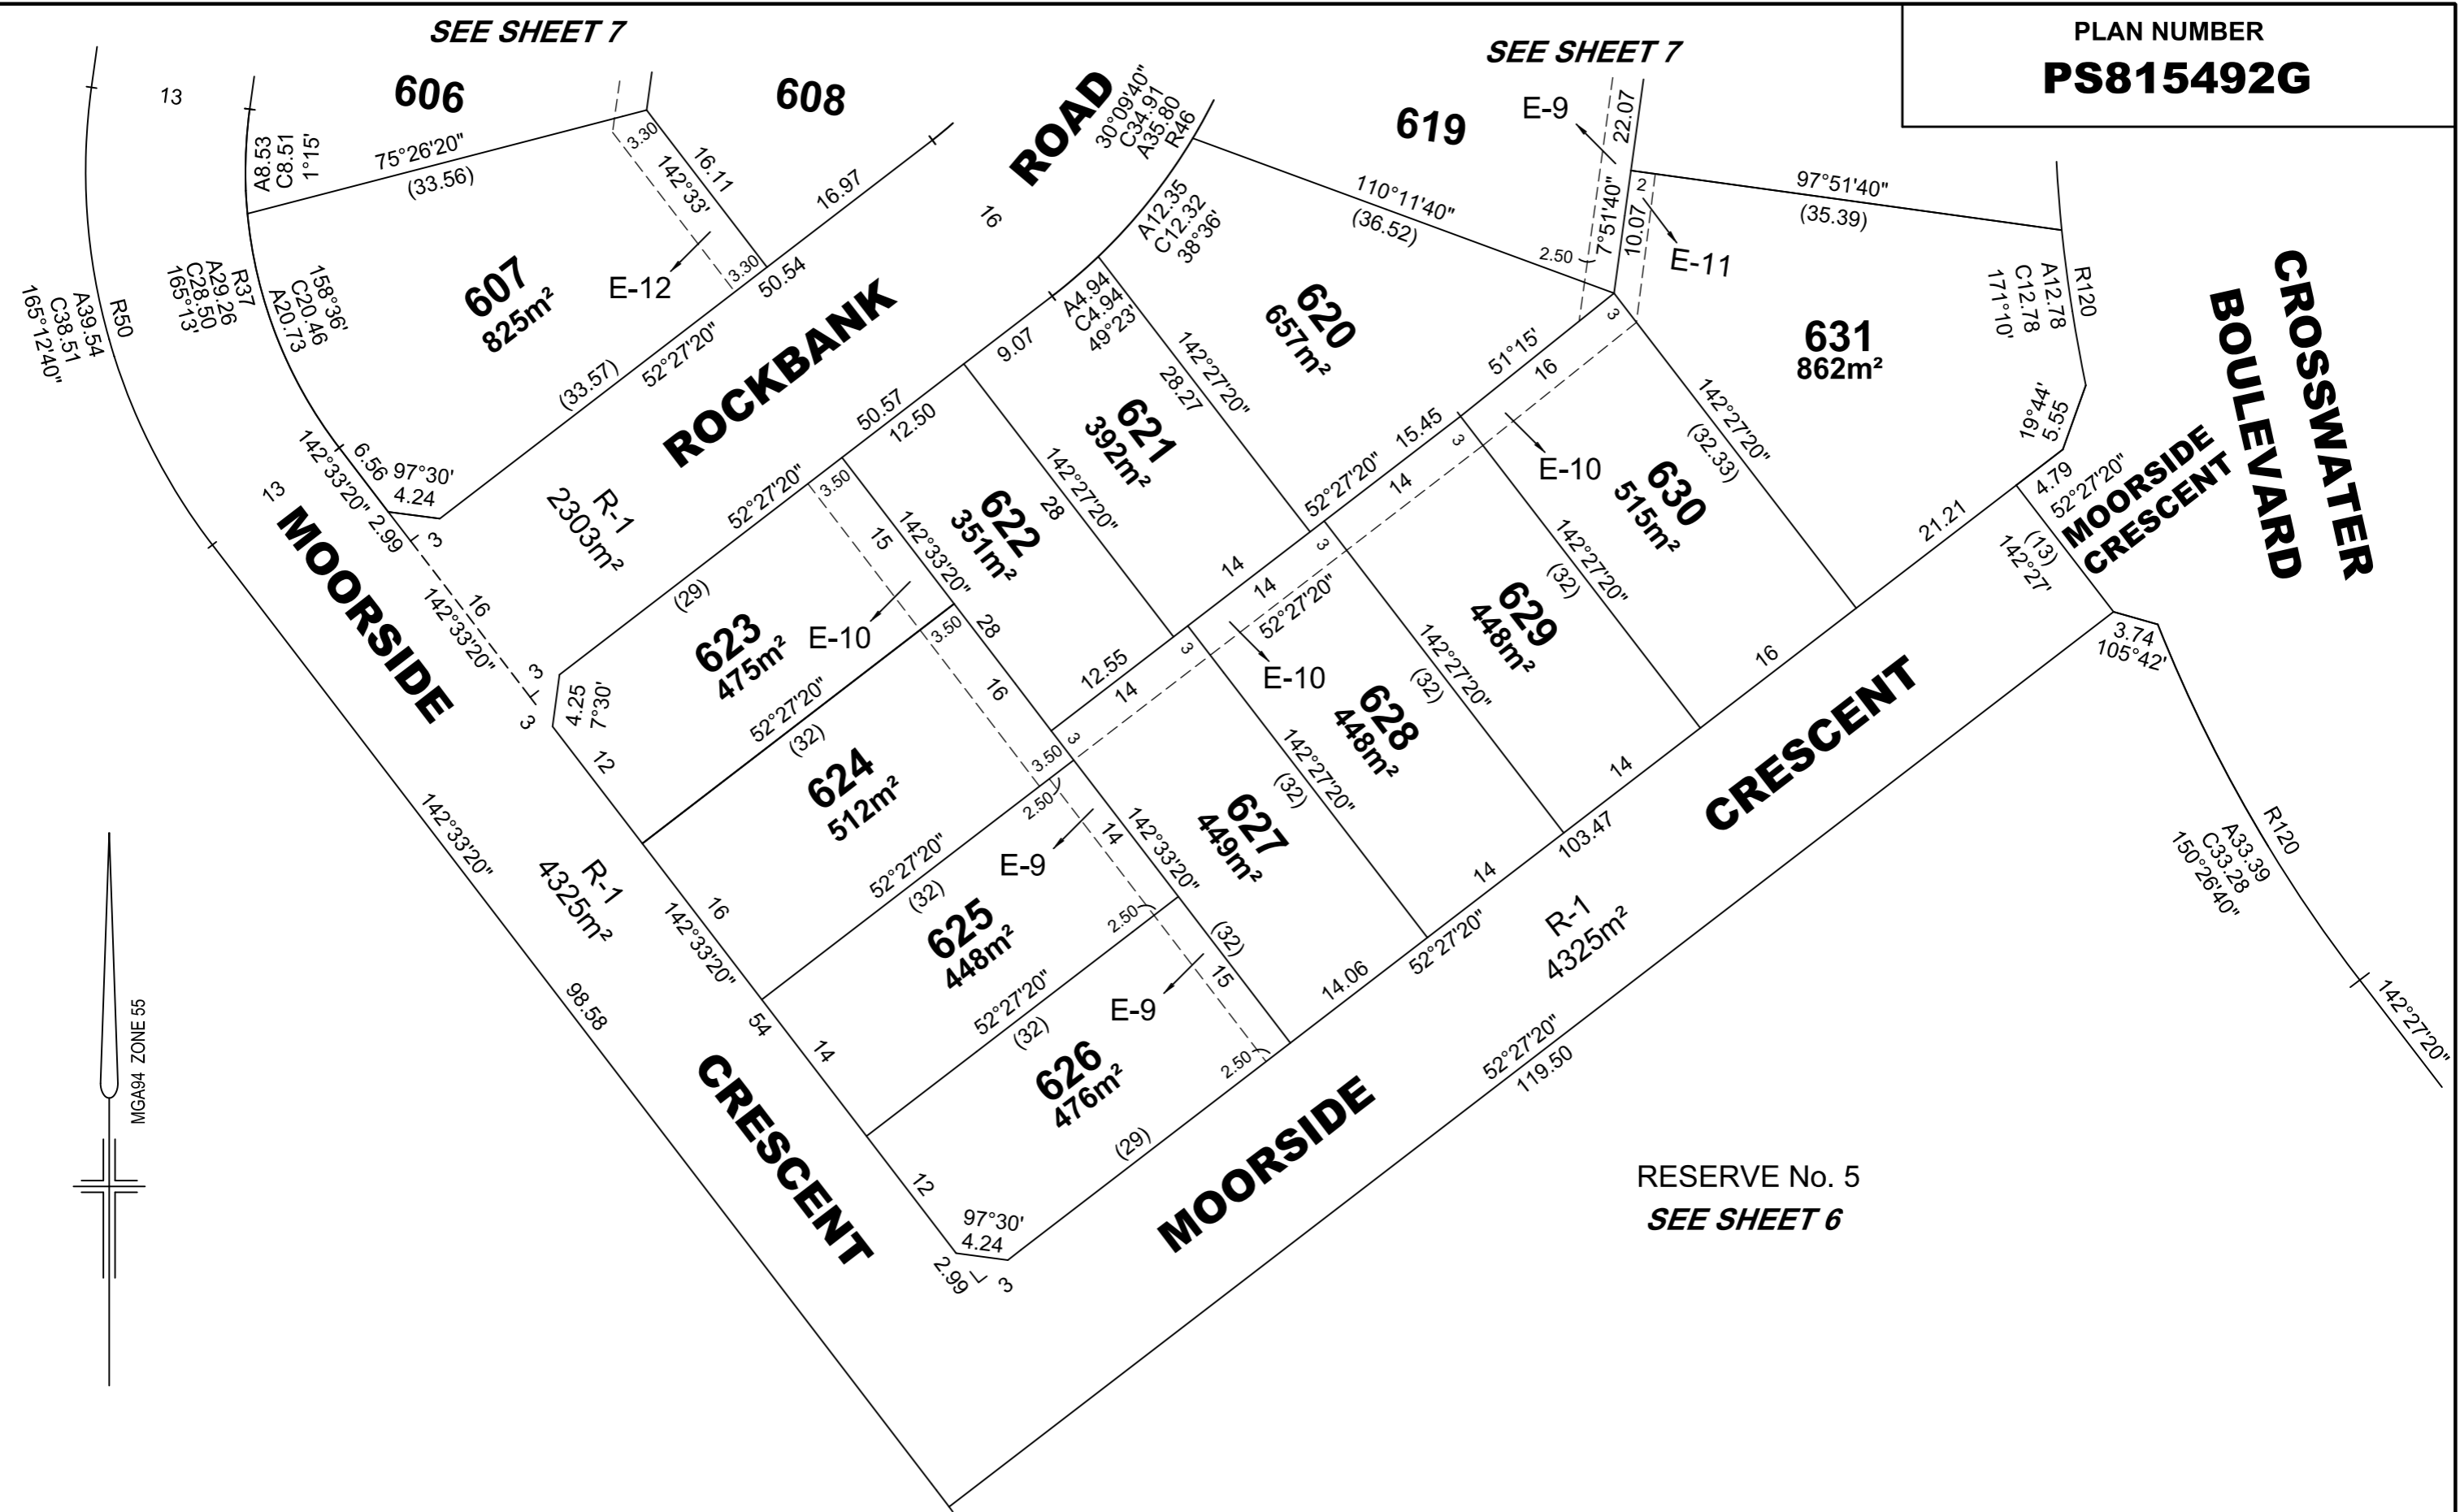 SEE SHEET 7
SEE SHEET 7
PLAN NUMBER
PS815492G
13
606
608
ROAD
30°09'40"
C34.91
A35.80
R46
619
E-9
22.07
A8.53
C8.51
1°15'
75°26'20"
(33.56)
3.30
142°33'
16.11
16.97
16
A12.35
C12.32
38°36'
110°11'40"
(36.52)
2.50
7°51'40"
10.07
2
E-11
97°51'40"
(35.39)
R50
A39.54
C38.51
165°12'40"
R37
A29.26
C28.50
165°13'
158°36'
C20.46
A20.73
607
825m²
E-12
3.30
50.54
(33.57)
52°27'20"
ROCKBANK
9.07
A4.94
C4.94
49°23'
142°27'20"
28.27
620
657m²
51°15'
16
3
631
862m²
R120
A12.78
C12.78
171°10'
19°44'
5.55
CROSSWATER
BOULEVARD
6.56
97°30'
4.24
142°33'20"
2.99
3
13
MOORSIDE
R-1
2303m²
52°27'20"
50.57
12.50
3.50
15
142°33'20"
622
351m²
142°27'20"
28
621
392m²
15.45
52°27'20"
3
14
E-10
630
515m²
142°27'20"
(32.33)
21.21
4.79
52°27'20"
MOORSIDE
CRESCENT
(13)
142°27'
3.74
105°42'
16
142°33'20"
3
3
(29)
623
475m²
E-10
3.50
28
16
14
14
3
52°27'20"
E-10
629
448m²
142°27'20"
(32)
16
4.25
7°30'
12
52°27'20"
(32)
624
512m²
12.55
14
3
3.50
3
2.50
628
448m²
142°27'20"
(32)
14
103.47
CRESCENT
R120
A33.39
C33.28
150°26'40"
142°27'20"
142°33'20"
R-1
4325m²
16
142°33'20"
52°27'20"
(32)
E-9
14
142°33'20"
627
449m²
142°27'20"
(32)
14
52°27'20"
R-1
4325m²
625
448m²
2.50
(32)
14.06
98.58
54
14
52°27'20"
(32)
E-9
15
626
476m²
2.50
52°27'20"
119.50
MGA94 ZONE 55
CRESCENT
12
(29)
97°30'
4.24
2.99
3
MOORSIDE
RESERVE No. 5
SEE SHEET 6